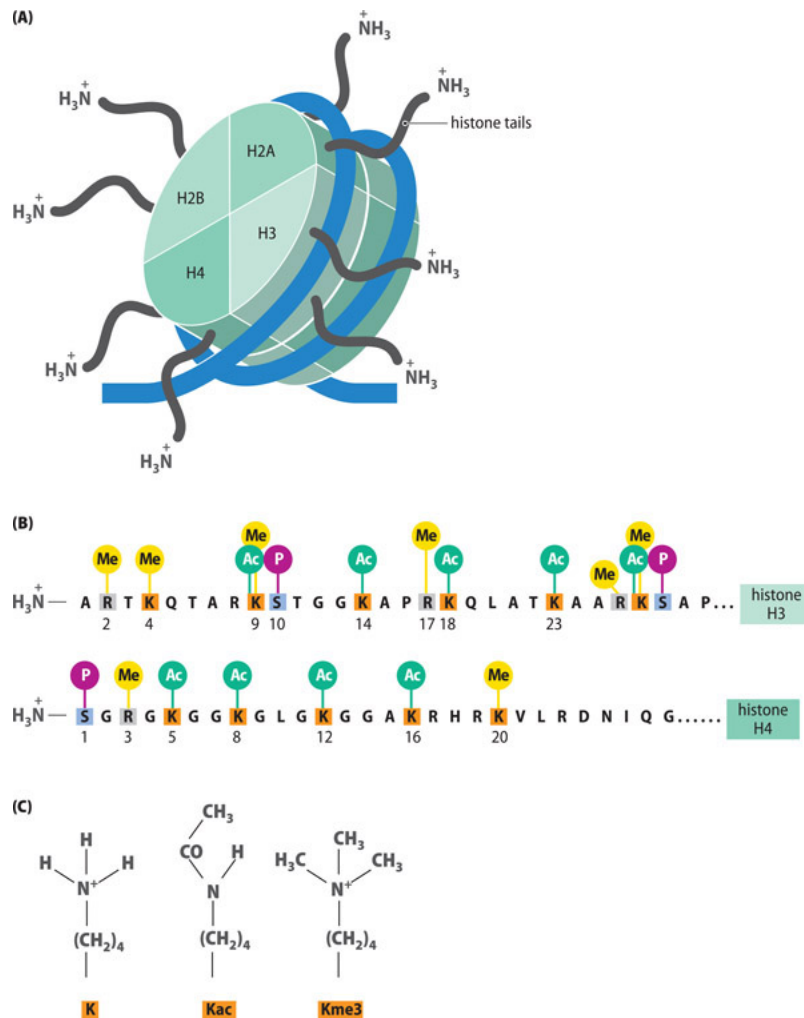 (A)
+
NH3
+
H3N
+
NH3
histone tails
H2A
H2B
+
H3N
H3
H4
+
NH3
+
H3N
+
NH3
+
H3N
(B)
Me Me Ac Me P Ac Me Ac Ac Me Ac Me P
+
H3N— A R T K Q T A R K S T G G K A P R K Q L A T K A A R K S A P... histone H3
2 4 9 10 14 17 18 23
P Me Ac Ac Ac Ac Me
+
H3N— S G R G K G G K G L G K G G A K R H R K V L R D N I Q G...... histone H4
1 3 5 8 12 16 20
(C)
H CH3
H H CO H H3C CH3 CH3
N+ N N+
(CH2)4 (CH2)4 (CH2)4
K Kac Kme3